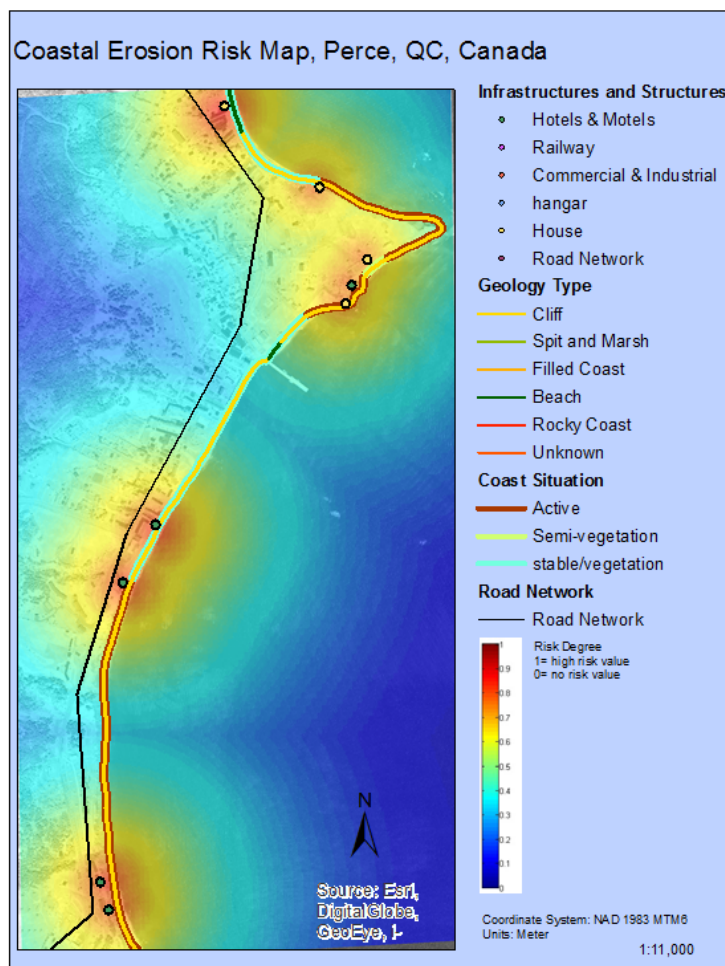 Coastal Erosion Risk Map, Perce, QC, Canada
Infrastructures and Structures
Hotels & Motels
Railway
Commercial & Industrial
hangar
House
Road Network
Geology Type
Cliff
Spit and Marsh
Filled Coast
Beach
Rocky Coast
Unknown
Coast Situation
Active
Semi-vegetation
stable/vegetation
Road Network
Road Network
Risk Degree
1= high risk value
0= no risk value
1
0.9
0.8
0.7
0.6
0.5
0.4
0.3
0.2
0.1
0
N
Source: Esri,
DigitalGlobe,
GeoEye, i-
Coordinate System: NAD 1983 MTM6
Units: Meter
1:11,000